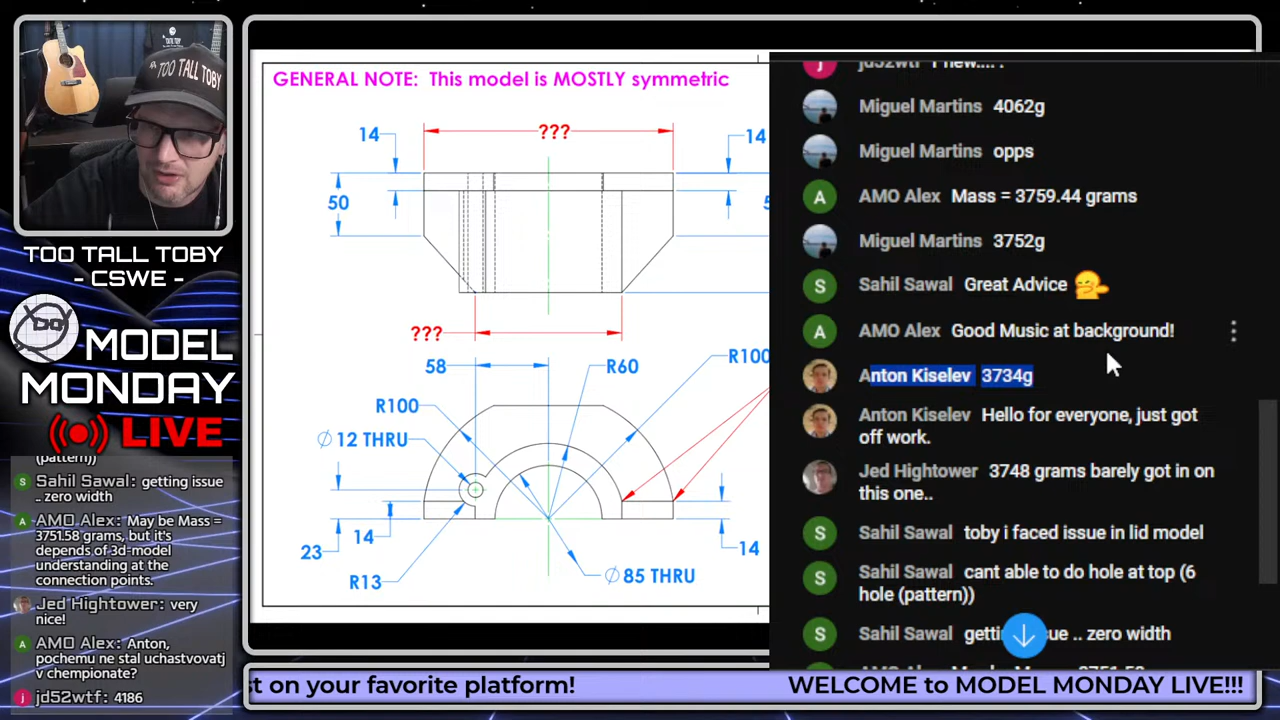 TOO TALL TOBY
TOO TALL TOBY
- CSWE -
MODEL
MONDAY
LIVE
(pattern))
Sahil Sawal: getting issue
.. zero width
AMO Alex: May be Mass =
3751.58 grams, but it's
depends of 3d-model
understanding at the
connection points.
Jed Hightower: very
nice!
AMO Alex: Anton,
pochemu ne stal uchastvovatj
v chempionate?
jd52wtf: 4186
GENERAL NOTE: This model is MOSTLY symmetric
14
???
14
50
5
???
58
R60
R100
R100
Ø 12 THRU
23
14
14
R13
Ø 85 THRU
Miguel Martins 4062g
Miguel Martins opps
AMO Alex Mass = 3759.44 grams
Miguel Martins 3752g
Sahil Sawal Great Advice
AMO Alex Good Music at background!
Anton Kiselev 3734g
Anton Kiselev Hello for everyone, just got
off work.
Jed Hightower 3748 grams barely got in on
this one..
Sahil Sawal toby i faced issue in lid model
Sahil Sawal cant able to do hole at top (6
hole (pattern))
Sahil Sawal .. zero width
st on your favorite platform! WELCOME to MODEL MONDAY LIVE!!!